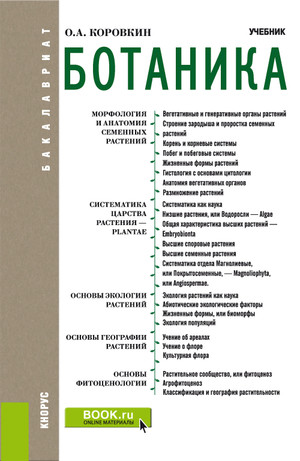 О.А. КОРОВКИН
УЧЕБНИК
БОТАНИКА
БАКАЛАВРИАТ
МОРФОЛОГИЯ
И АНАТОМИЯ
СЕМЕННЫХ
РАСТЕНИЙ
Вегетативные и генеративные органы растений
Строение зародыша и проростка семенных
растений
Корень и корневые системы
Побег и побеговые системы
Жизненные формы растений
Гистология с основами цитологии
Анатомия вегетативных органов
Размножение растений
СИСТЕМАТИКА
ЦАРСТВА
РАСТЕНИЯ —
PLANTAE
Систематика как наука
Низшие растения, или Водоросли — Algae
Общая характеристика высших растений —
Embryobionta
Высшие споровые растения
Высшие семенные растения
Систематика отдела Магнолиевые,
или Покрытосеменные, — Magnoliophyta,
или Angiospermae.
ОСНОВЫ ЭКОЛОГИИ
РАСТЕНИЙ
Экология растений как наука
Абиотические экологические факторы
Жизненные формы, или биоморфы
Экология популяций
ОСНОВЫ ГЕОГРАФИИ
РАСТЕНИЙ
Учение об ареалах
Учение о флоре
Культурная флора
ОСНОВЫ
ФИТОЦЕНОЛОГИИ
Растительное сообщество, или фитоценоз
Агрофитоценоз
Классификация и география растительности
КНОРУС
BOOK.ru
ONLINE МАТЕРИАЛЫ